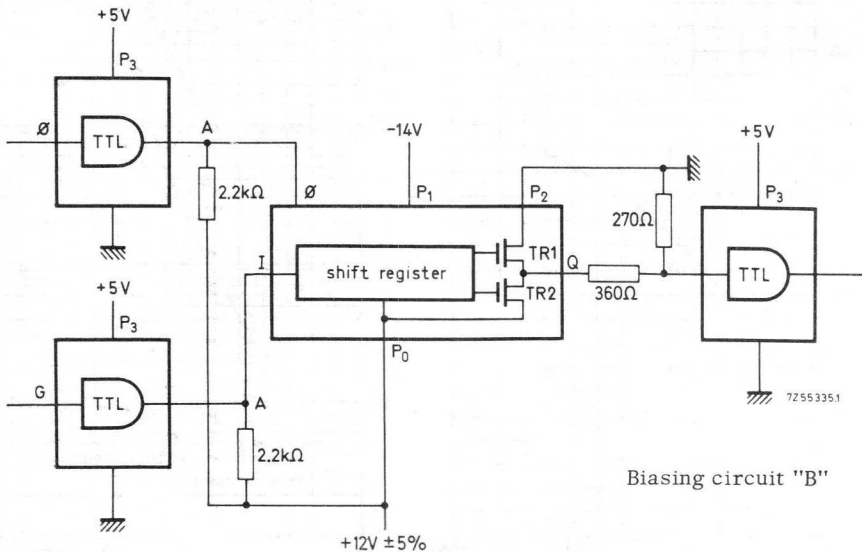 +5V
P3
Ø
TTL
A
-14V
+5V
2.2kΩ
Ø
P1
P2
P3
270Ω
I
shift register
TR1
Q
TTL
+5V
TR2
360Ω
P3
P0
G
TTL
A
7Z55335.1
2.2kΩ
Biasing circuit "B"
+12V ±5%